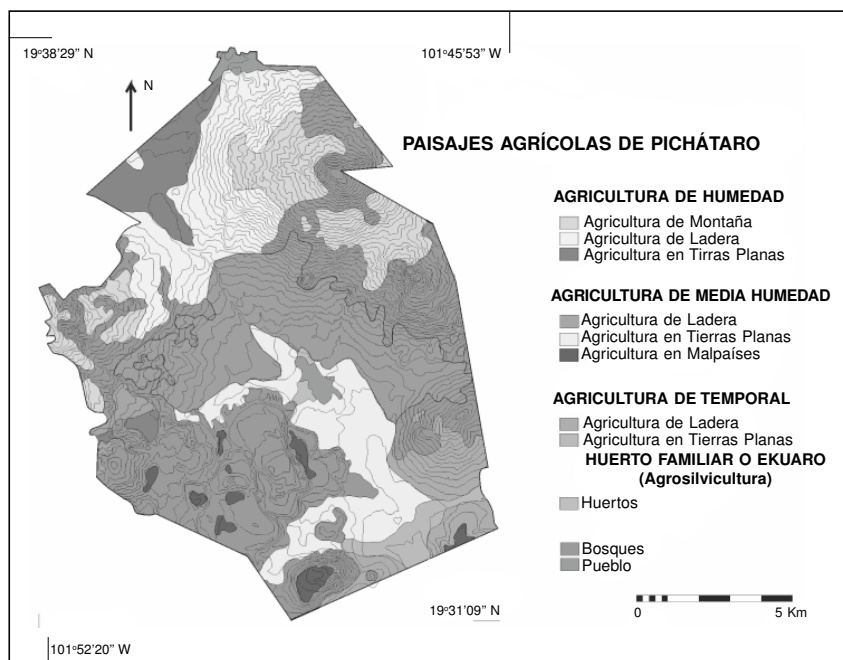 19º38'29" N
101º45'53" W
N
PAISAJES AGRÍCOLAS DE PICHÁTARO
AGRICULTURA DE HUMEDAD
Agricultura de Montaña
Agricultura de Ladera
Agricultura en Tirras Planas
AGRICULTURA DE MEDIA HUMEDAD
Agricultura de Ladera
Agricultura en Tierras Planas
Agricultura en Malpaíses
AGRICULTURA DE TEMPORAL
Agricultura de Ladera
Agricultura en Tierras Planas
HUERTO FAMILIAR O EKUARO
(Agrosilvicultura)
Huertos
Bosques
Pueblo
0 5 Km
19º31'09" N
101º52'20" W